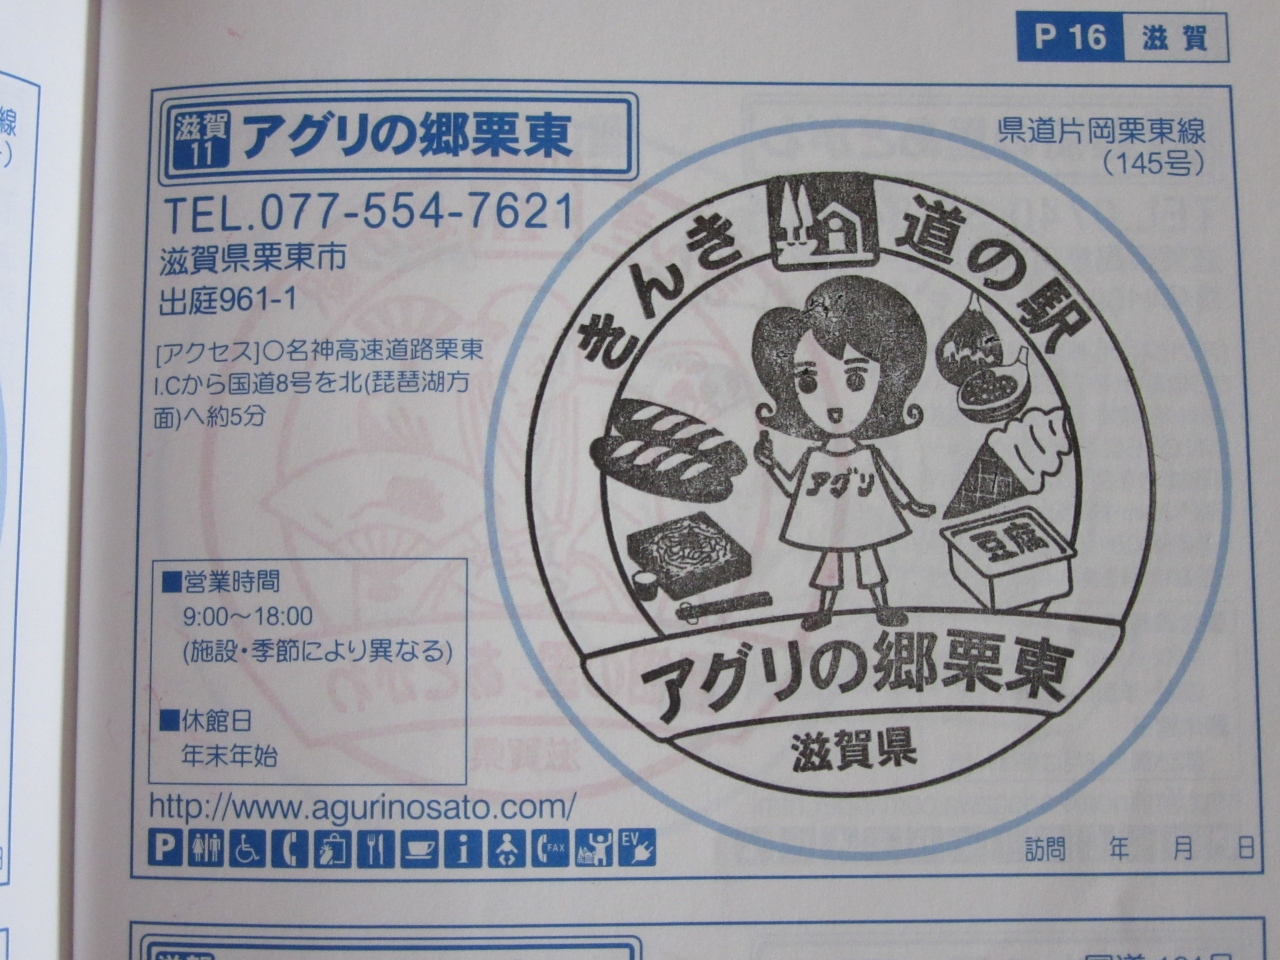 P 16 滋賀
滋賀
11
アグリの郷栗東
県道片岡栗東線
(145号)
TEL.077-554-7621
滋賀県栗東市
出庭961-1
[アクセス]○名神高速道路栗東
I.Cから国道8号を北(琵琶湖方
面)へ約5分
きんき 道の駅
アグリ
豆腐
アグリの郷栗東
滋賀県
■営業時間
9:00～18:00
(施設・季節により異なる)
■休館日
年末年始
http://www.agurinosato.com/
P
i
FAX
EV
訪問 年 月 日